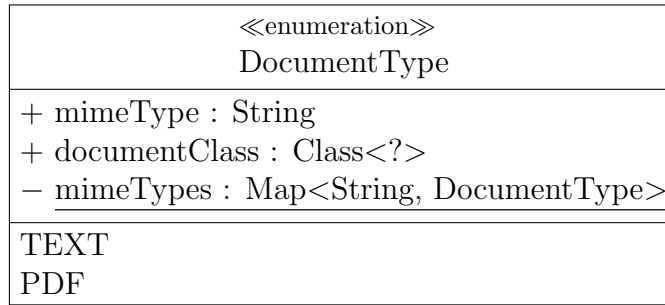 ≪enumeration≫
DocumentType
+ mimeType : String
+ documentClass : Class<?>
− mimeTypes : Map<String, DocumentType>
TEXT
PDF